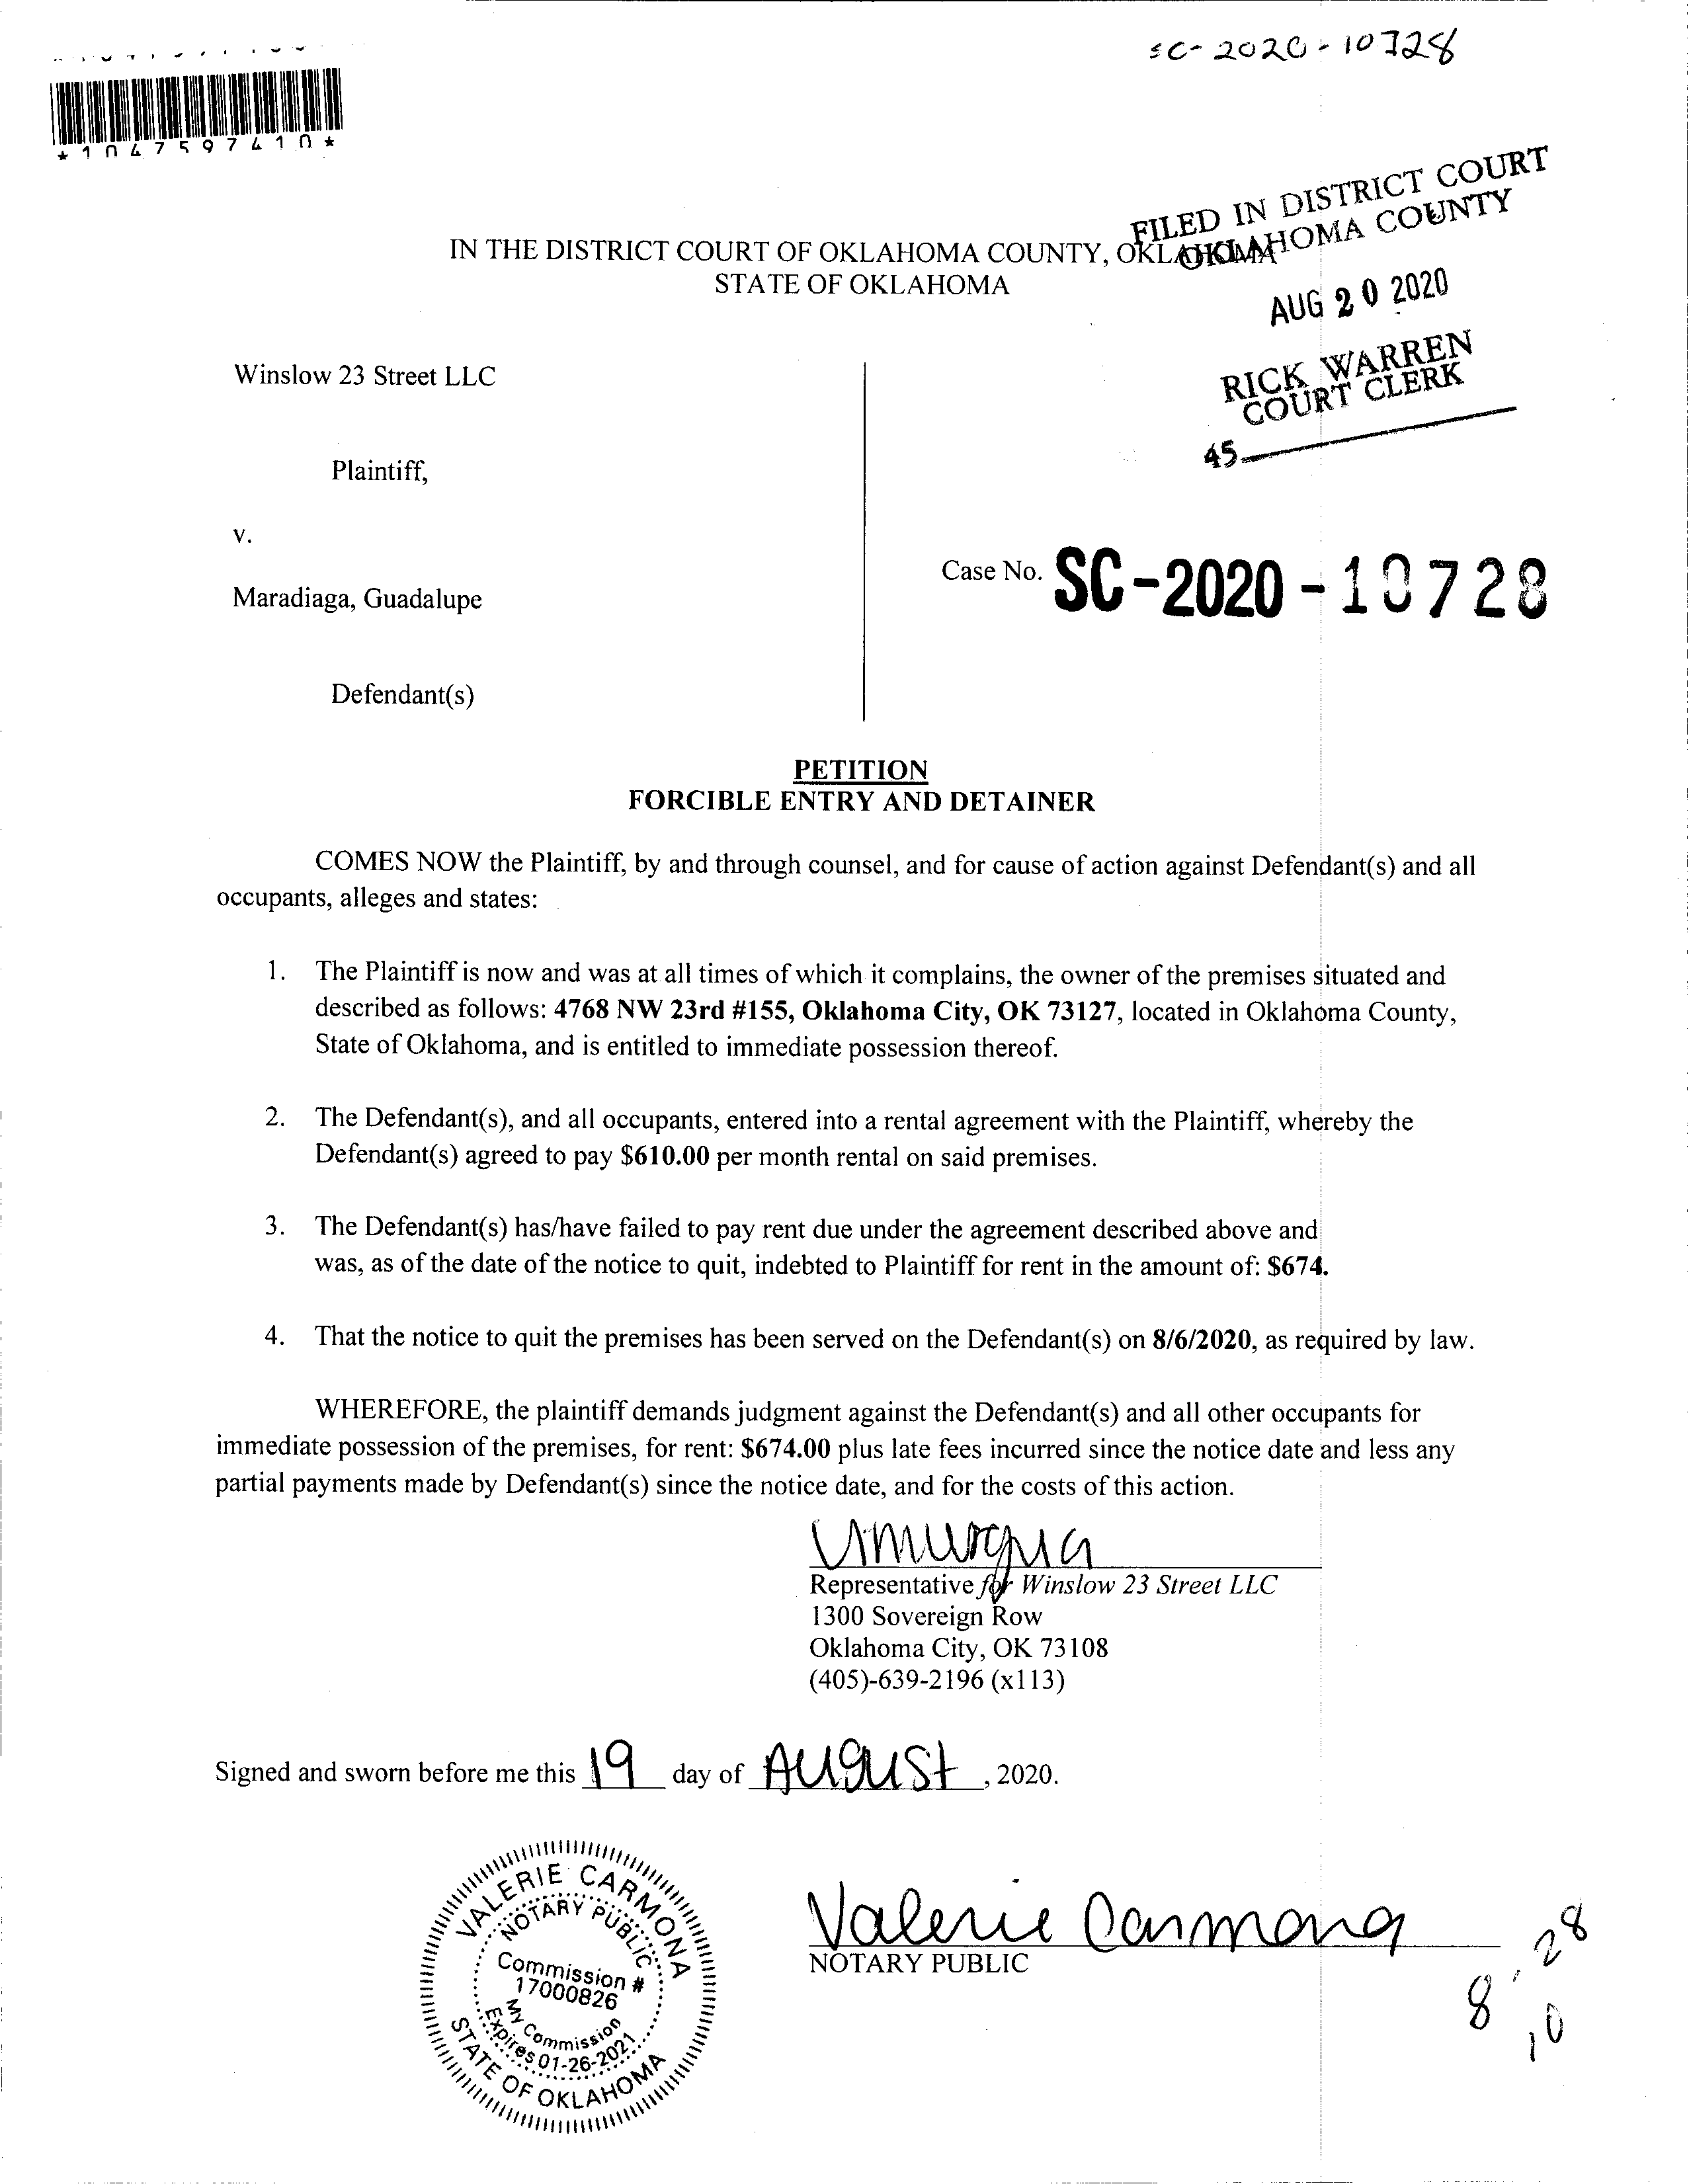 SC-2020-10728
*1047597410*
FILED IN DISTRICT COURT
OKLAHOMA COUNTY
IN THE DISTRICT COURT OF OKLAHOMA COUNTY, OKLAHOMA
STATE OF OKLAHOMA
AUG 20 2020
RICK WARREN
COURT CLERK
45
Winslow 23 Street LLC
Plaintiff,
v.
Case No. SC-2020-10728
Maradiaga, Guadalupe
Defendant(s)
PETITION
FORCIBLE ENTRY AND DETAINER
COMES NOW the Plaintiff, by and through counsel, and for cause of action against Defendant(s) and all
occupants, alleges and states:
1. The Plaintiff is now and was at all times of which it complains, the owner of the premises situated and
described as follows: 4768 NW 23rd #155, Oklahoma City, OK 73127, located in Oklahoma County,
State of Oklahoma, and is entitled to immediate possession thereof.
2. The Defendant(s), and all occupants, entered into a rental agreement with the Plaintiff, whereby the
Defendant(s) agreed to pay $610.00 per month rental on said premises.
3. The Defendant(s) has/have failed to pay rent due under the agreement described above and
was, as of the date of the notice to quit, indebted to Plaintiff for rent in the amount of: $674.
4. That the notice to quit the premises has been served on the Defendant(s) on 8/6/2020, as required by law.
WHEREFORE, the plaintiff demands judgment against the Defendant(s) and all other occupants for
immediate possession of the premises, for rent: $674.00 plus late fees incurred since the notice date and less any
partial payments made by Defendant(s) since the notice date, and for the costs of this action.
Representative for Winslow 23 Street LLC
1300 Sovereign Row
Oklahoma City, OK 73108
(405)-639-2196 (x113)
Signed and sworn before me this 19 day of August, 2020.
VALERIE CARMONA
NOTARY PUBLIC
Commission #
17000826
My Commission
Expires 01-26-2021
STATE OF OKLAHOMA
Valerie Carmona
NOTARY PUBLIC
8.28
10